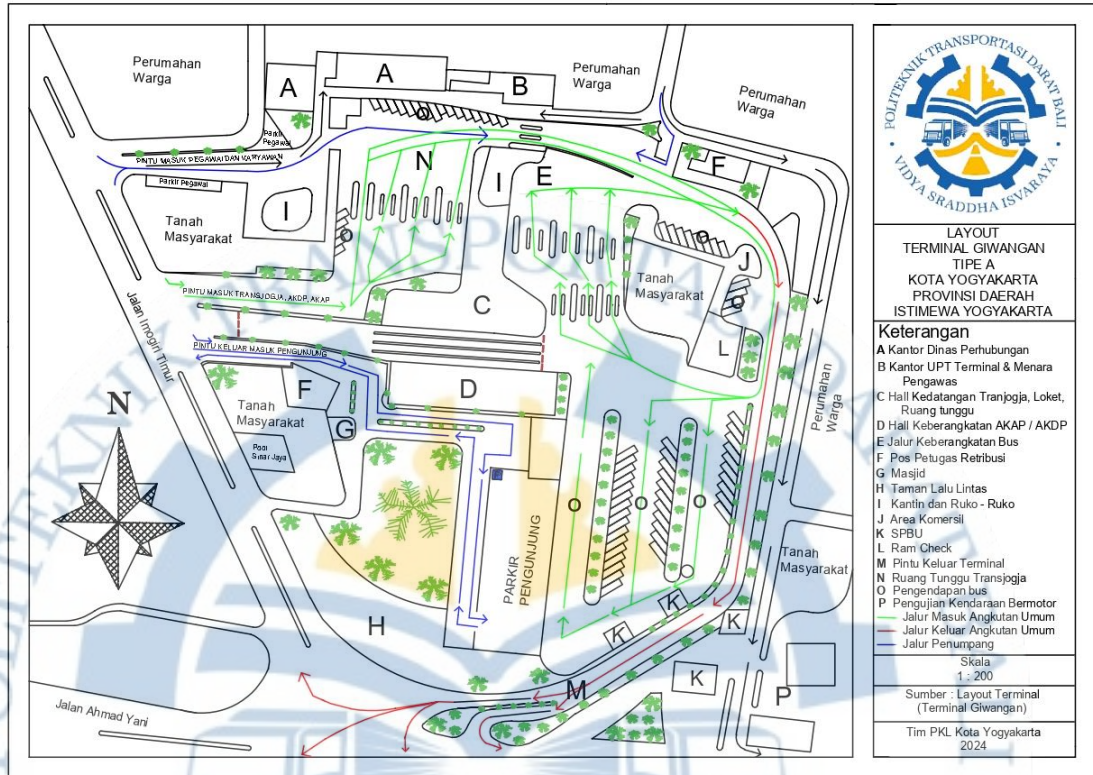 Perumahan
Warga
A
A
B
Perumahan
Warga
Perumahan
Warga
Parkir
Pegawai
O
PINTU MASUK PEGAWAI DAN KARYAWAN
Parkir Pegawai
N
I
E
F
I
Tanah
Masyarakat
O
O
J
Tanah
Masyarakat
O
PINTU MASUK TRANSJOGJA, AKDP, AKAP
C
L
Jalan Imogiri Timur
PINTU KELUAR MASUK PENGUNJUNG
F
D
Perumahan
Warga
Tanah
Masyarakat
G
Pool
Sinar Jaya
N
O
O
O
PARKIR
PENGUNJUNG
Tanah
Masyarakat
K
K
K
H
K
M
P
Jalan Ahmad Yani
POLITEKNIK TRANSPORTASI DARAT BALI
VIDYA SRADDHA ISVARAYA
LAYOUT
TERMINAL GIWANGAN
TIPE A
KOTA YOGYAKARTA
PROVINSI DAERAH
ISTIMEWA YOGYAKARTA
Keterangan
A Kantor Dinas Perhubungan
B Kantor UPT Terminal & Menara
Pengawas
C Hall Kedatangan Tranjogja, Loket,
Ruang tunggu
D Hall Keberangkatan AKAP / AKDP
E Jalur Keberangkatan Bus
F Pos Petugas Retribusi
G Masjid
H Taman Lalu Lintas
I Kantin dan Ruko - Ruko
J Area Komersil
K SPBU
L Ram Check
M Pintu Keluar Terminal
N Ruang Tunggu Transjogja
O Pengendapan bus
P Pengujian Kendaraan Bermotor
Jalur Masuk Angkutan Umum
Jalur Keluar Angkutan Umum
Jalur Penumpang
Skala
1 : 200
Sumber : Layout Terminal
(Terminal Giwangan)
Tim PKL Kota Yogyakarta
2024